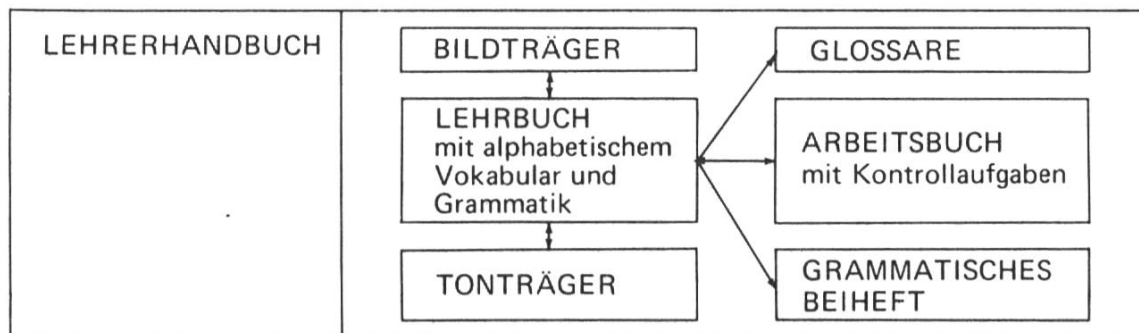 LEHRERHANDBUCH
BILDTRÄGER
LEHRBUCH
mit alphabetischem
Vokabular und
Grammatik
TONTRÄGER
GLOSSARE
ARBEITSBUCH
mit Kontrollaufgaben
GRAMMATISCHES
BEIHEFT